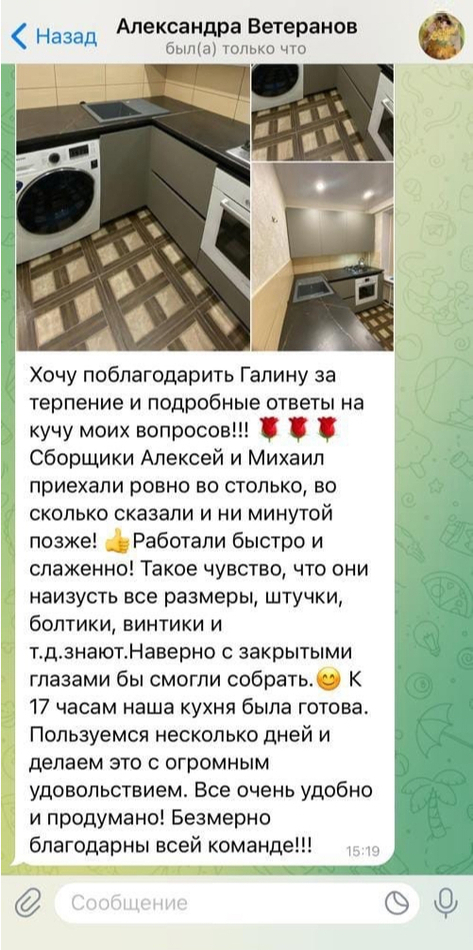 Назад
Александра Ветеранов
был(а) только что
Хочу поблагодарить Галину за
терпение и подробные ответы на
кучу моих вопросов!!! 🌹🌹🌹
Сборщики Алексей и Михаил
приехали ровно во столько, во
сколько сказали и ни минутой
позже! 👍Работали быстро и
слаженно! Такое чувство, что они
наизусть все размеры, штучки,
болтики, винтики и
т.д.знают.Наверно с закрытыми
глазами бы смогли собрать.😊 К
17 часам наша кухня была готова.
Пользуемся несколько дней и
делаем это с огромным
удовольствием. Все очень удобно
и продумано! Безмерно
благодарны всей команде!!!
15:19
Сообщение